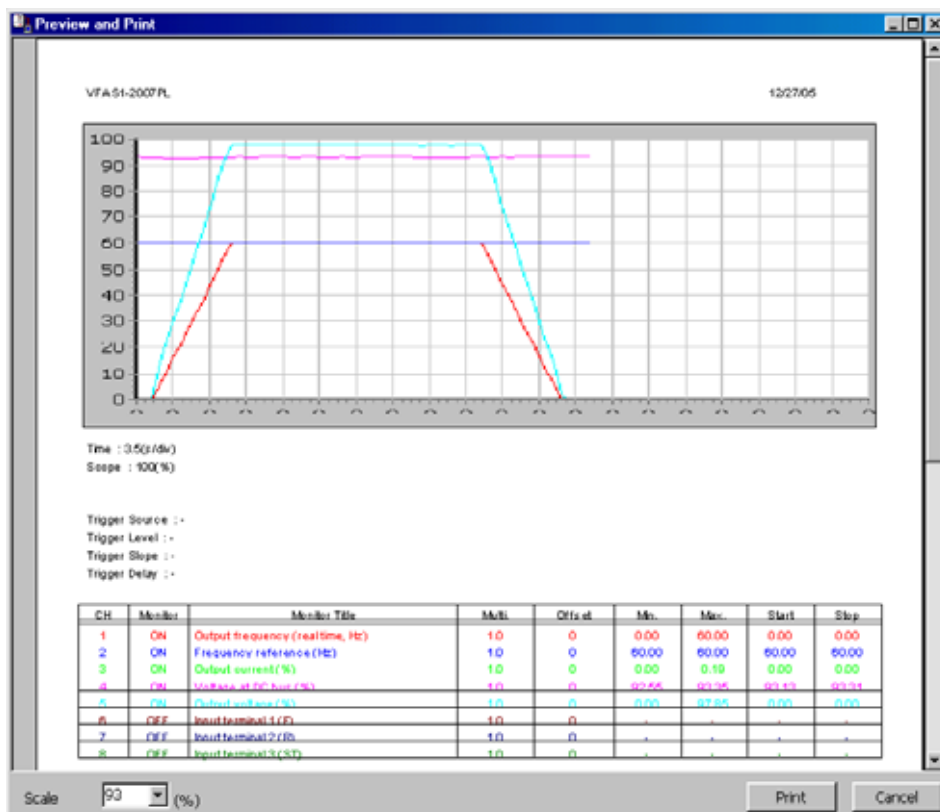 Preview and Print
VFAS1-2007PL 12/27/05
100
90
80
70
60
50
40
30
20
10
0
Time : 3.5(s/div)
Scope : 100(%)
Trigger Source : -
Trigger Level : -
Trigger Slope : -
Trigger Delay : -
CH Monitor Monitor Title Multi. Offset Min. Max. Start Stop
1 ON Output frequency (real time, Hz) 1.0 0 0.00 60.00 0.00 0.00
2 ON Frequency reference (Hz) 1.0 0 60.00 60.00 60.00 60.00
3 ON Output current (%) 1.0 0 0.00 0.19 0.00 0.00
4 ON Voltage at DC bus (%) 1.0 0 92.55 93.35 93.13 93.31
5 ON Output voltage (%) 1.0 0 0.00 97.85 0.00 0.00
6 OFF Input terminal 1 (F) 1.0 0 - - - -
7 OFF Input terminal 2 (R) 1.0 0 - - - -
8 OFF Input terminal 3 (ST) 1.0 0 - - - -
Scale 93 (%) Print Cancel